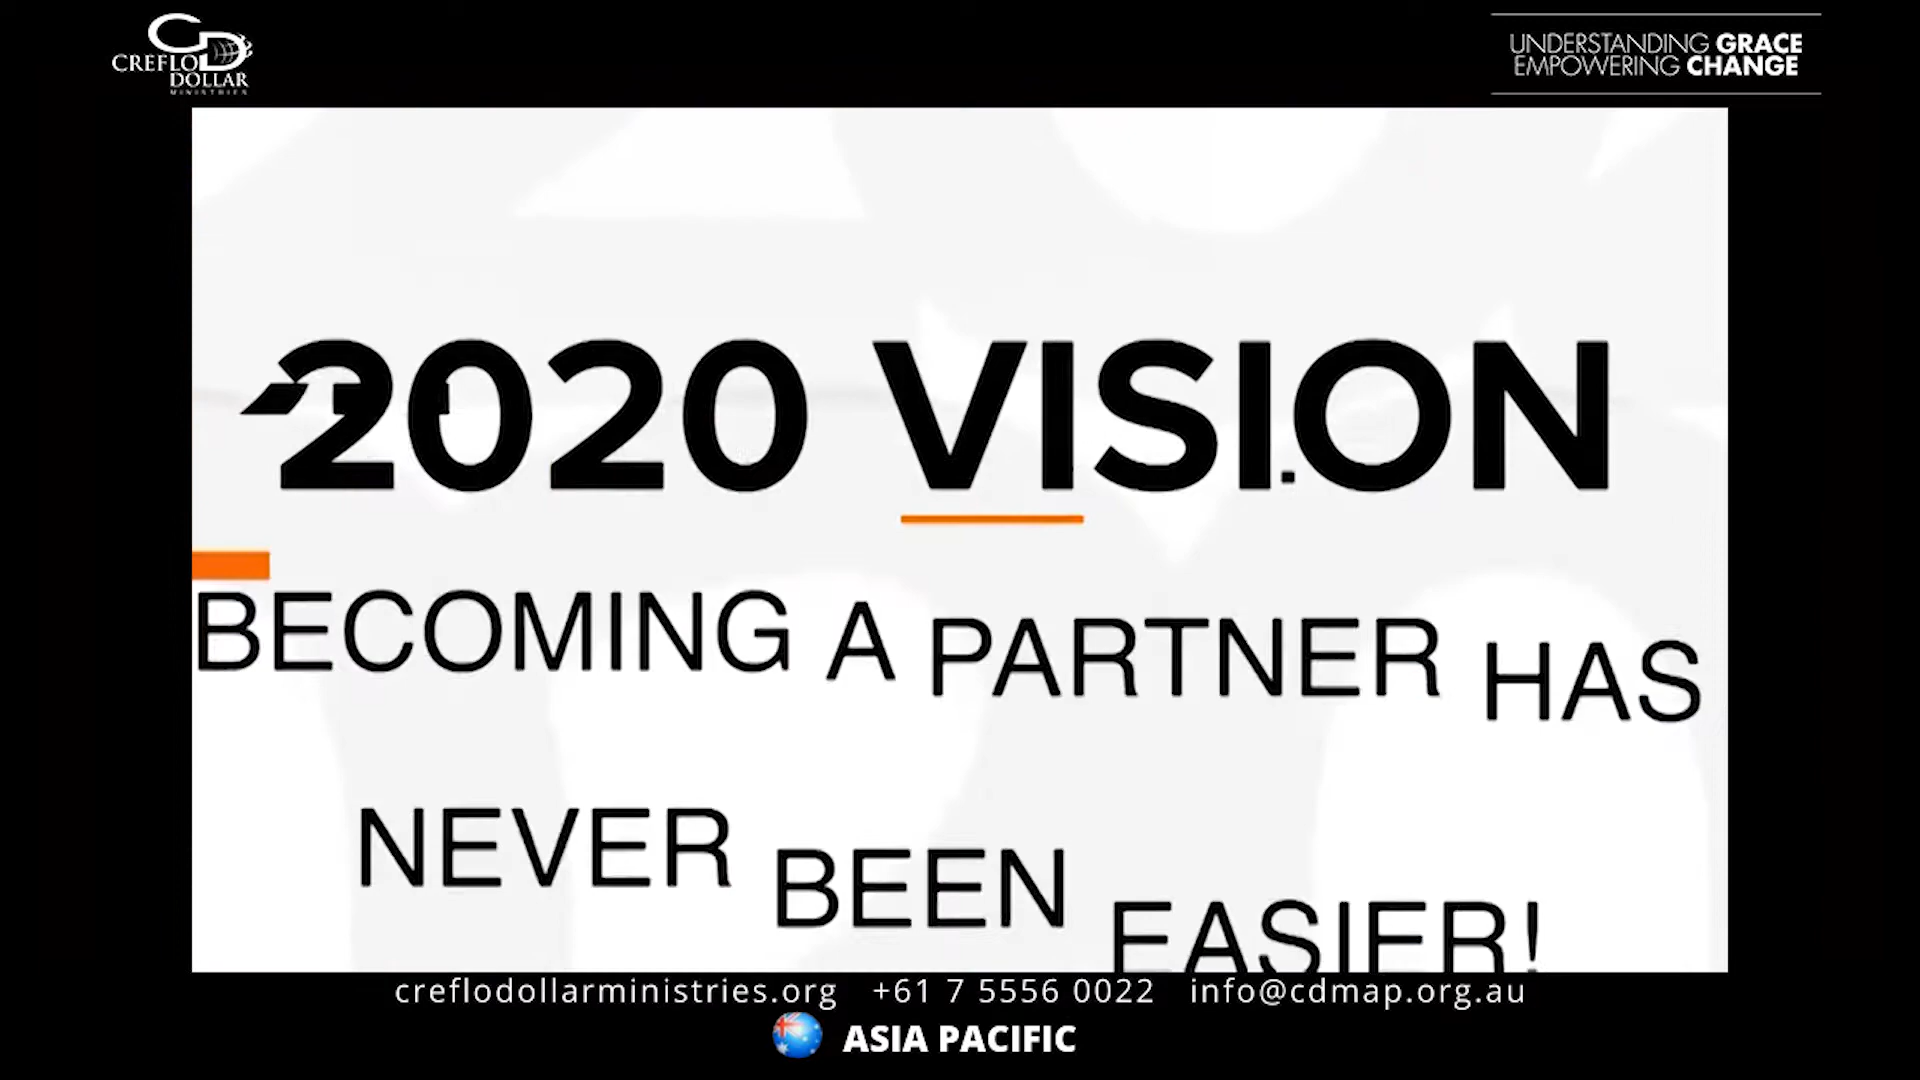 CREFLO
DOLLAR
MINISTRIES
UNDERSTANDING GRACE
EMPOWERING CHANGE
2020 VISION
BECOMING A PARTNER HAS
NEVER BEEN EASIER!
creflodollarministries.org +61 7 5556 0022 info@cdmap.org.au
ASIA PACIFIC